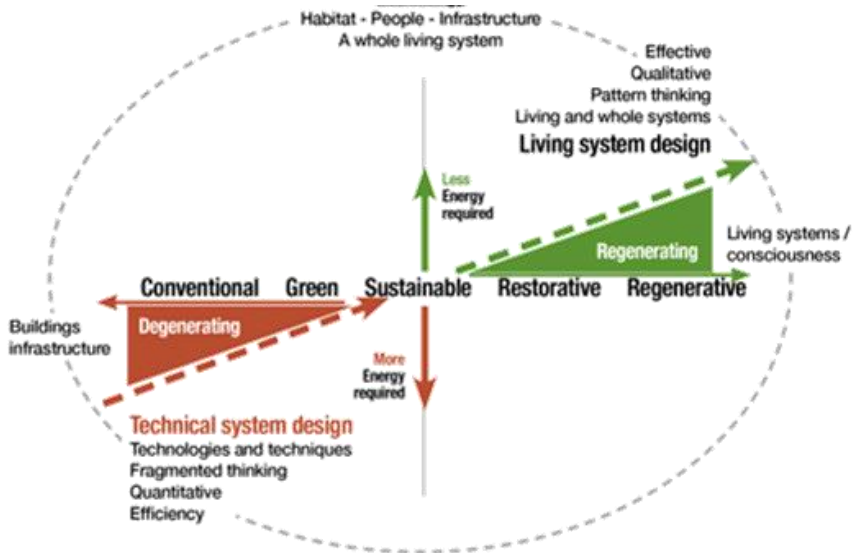 Habitat - People - Infrastructure
A whole living system
Effective
Qualitative
Pattern thinking
Living and whole systems
Living system design
Less
Energy
required
Regenerating
Living systems /
consciousness
Conventional Green Sustainable Restorative Regenerative
Buildings
infrastructure
Degenerating
More
Energy
required
Technical system design
Technologies and techniques
Fragmented thinking
Quantitative
Efficiency